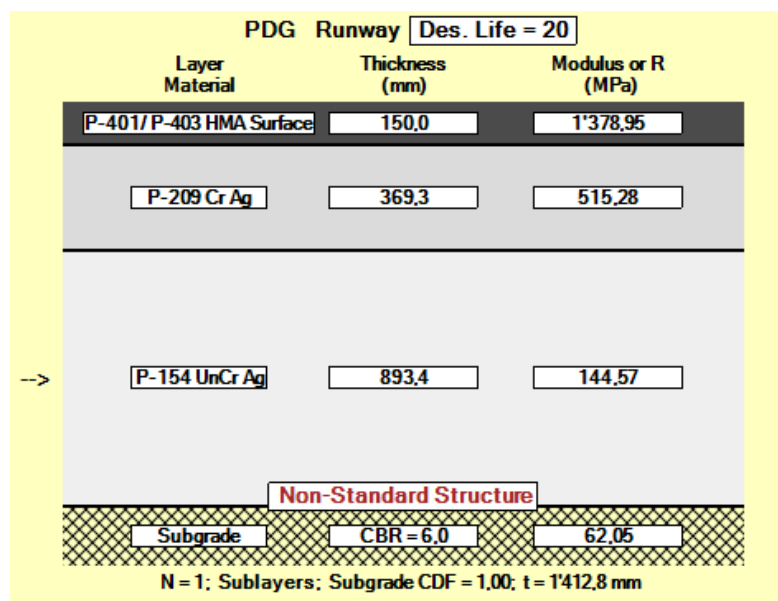 PDG Runway Des. Life = 20
Layer Material Thickness (mm) Modulus or R (MPa)
P-401/ P-403 HMA Surface 150,0 1'378,95
P-209 Cr Ag 369,3 515,28
--> P-154 UnCr Ag 893,4 144,57
Non-Standard Structure
Subgrade CBR = 6,0 62,05
N = 1; Sublayers; Subgrade CDF = 1,00; t = 1'412,8 mm